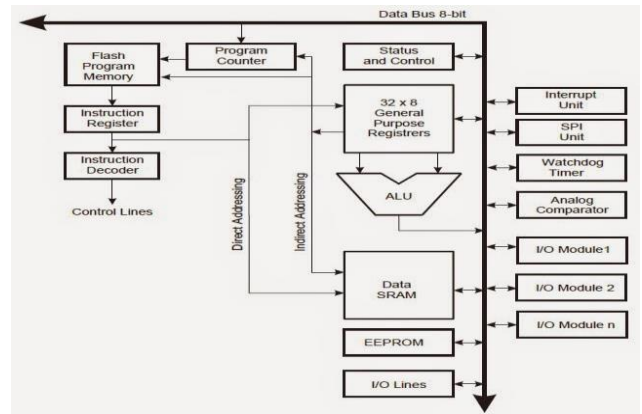 Data Bus 8-bit
Flash
Program
Memory
Program
Counter
Status
and Control
Instruction
Register
32 x 8
General
Purpose
Registrers
Interrupt
Unit
SPI
Unit
Instruction
Decoder
Watchdog
Timer
ALU
Analog
Comparator
Control Lines
Direct Addressing
Indirect Addressing
I/O Module1
Data
SRAM
I/O Module 2
I/O Module n
EEPROM
I/O Lines